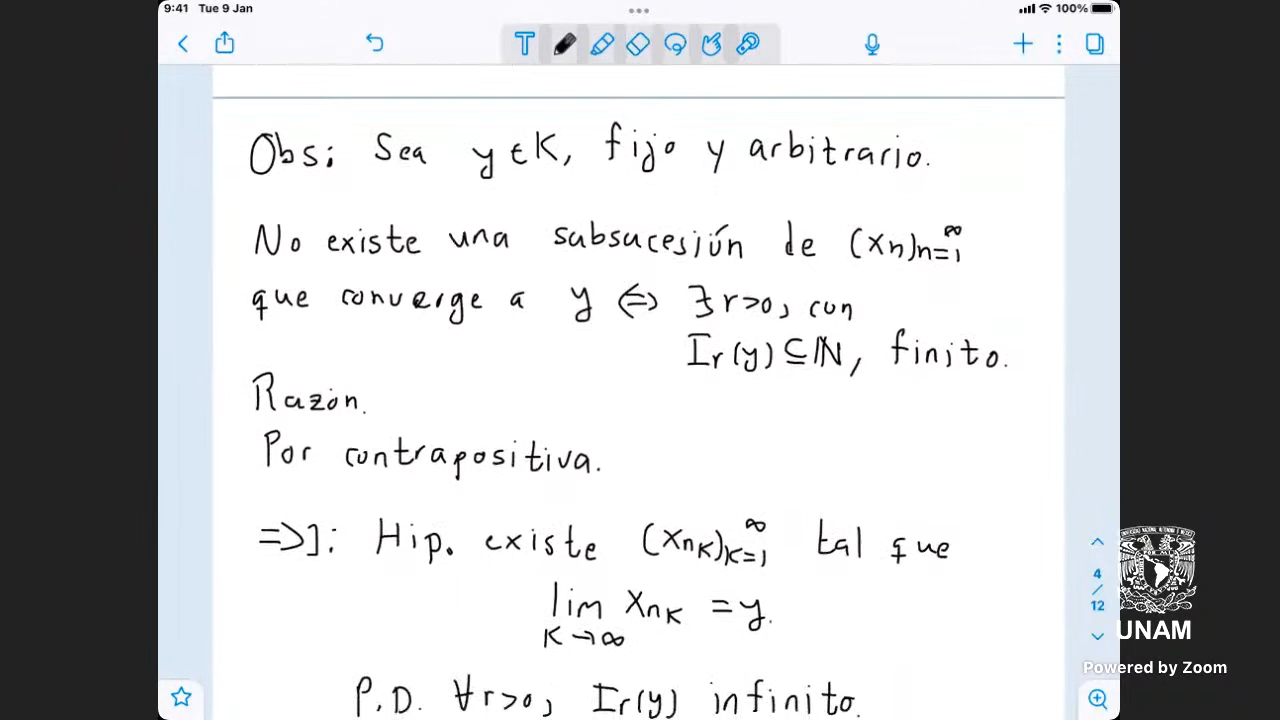 9:41 Tue 9 Jan
100%
Obs: Sea y ∈ K, fijo y arbitrario.
No existe una subsucesión de (xn)n=1^∞
que converge a y ⇔ ∃ r>0, con
Ir(y) ⊆ ℕ, finito.
Razón.
Por contrapositiva.
=>]: Hip. existe (xnK)K=1^∞ tal que
lim xnK = y.
K→∞
P.D. ∀r>0, Ir(y) infinito.
4
/
12
UNAM
Powered by Zoom